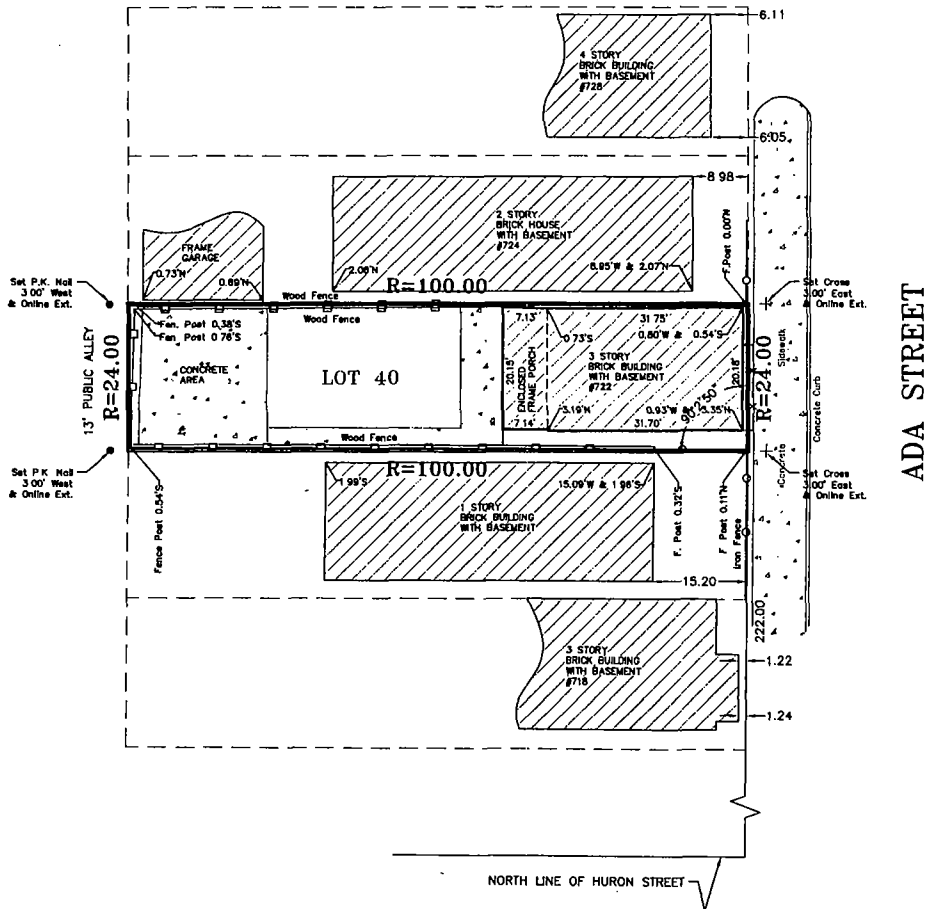 6.11
4 STORY
BRICK BUILDING
WITH BASEMENT
#728
6.05
8.98
2 STORY
BRICK HOUSE
WITH BASEMENT
#724
F.Post 0.00'W
FRAME
GARAGE
0.73'N
0.89'N
2.06'N
6.95'W & 2.07'N
Set P.K. Nail
3.00' West
& Online Ext.
Wood Fence
R=100.00
Set Cross
3.00' East
& Online Ext.
Wood Fence
Fen. Post 0.38'S
Fen. Post 0.76'S
7.13'
31.75'
0.73'S
0.80'W & 0.54'S
13' PUBLIC ALLEY
R=24.00
CONCRETE
AREA
LOT 40
20.15'
ENCLOSED
FRAME PORCH
3 STORY
BRICK BUILDING
WITH BASEMENT
#722
20.18'
90°2'50"
R=24.00
Concrete
Concrete Curb
ADA STREET
3.19'N
0.93'W & 3.35'N
7.14'
31.70'
Wood Fence
Set P.K. Nail
3.00' West
& Online Ext.
R=100.00
Set Cross
3.00' East
& Online Ext.
Fence Post 0.54'S
1.99'S
15.09'W & 1.98'S
F. Post 0.32'S
F Post 0.11'N
Iron Fence
1 STORY
BRICK BUILDING
WITH BASEMENT
15.20
222.00
3 STORY
BRICK BUILDING
WITH BASEMENT
#718
1.22
1.24
NORTH LINE OF HURON STREET